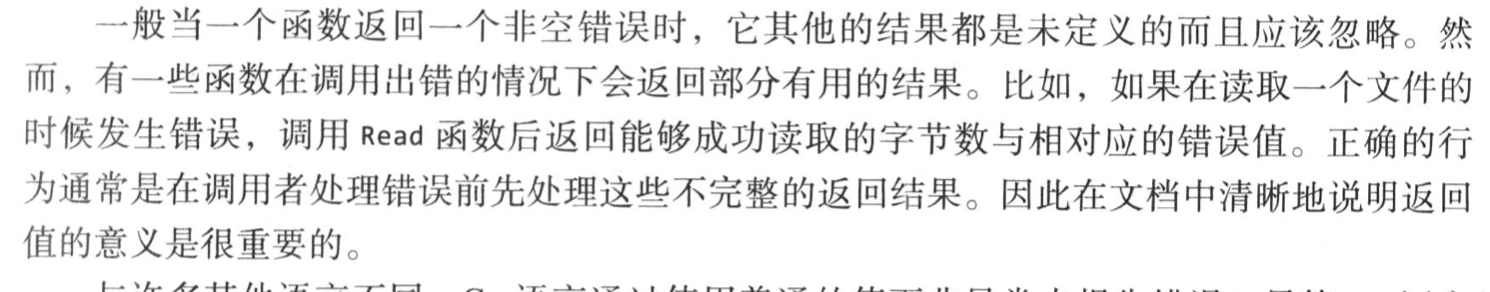 一般当一个函数返回一个非空错误时，它其他的结果都是未定义的而且应该忽略。然
而，有一些函数在调用出错的情况下会返回部分有用的结果。比如，如果在读取一个文件的
时候发生错误，调用 Read 函数后返回能够成功读取的字节数与相对应的错误值。正确的行
为通常是在调用者处理错误前先处理这些不完整的返回结果。因此在文档中清晰地说明返回
值的意义是很重要的。